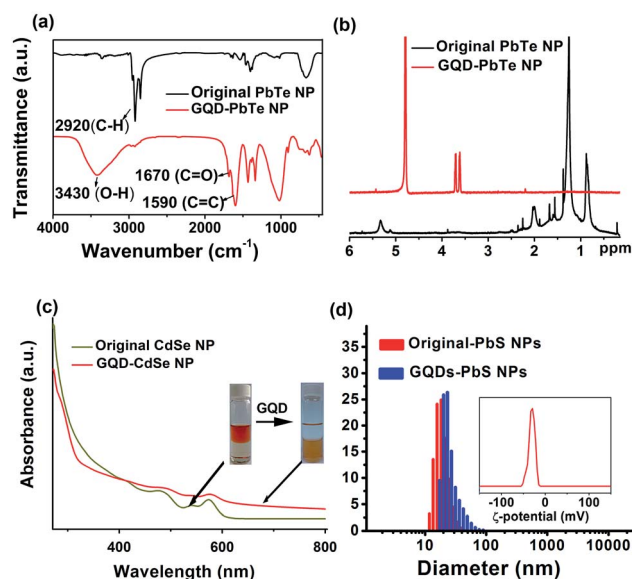 (a)
Transmittance (a.u.)
Original PbTe NP
GQD-PbTe NP
2920(C-H)
3430 (O-H)
1670 (C=O)
1590 (C=C)
4000 3000 2000 1000
Wavenumber (cm-1)
(b)
Original PbTe NP
GQD-PbTe NP
6 5 4 3 2 1 ppm
(c)
Absorbance (a.u.)
Original CdSe NP
GQD-CdSe NP
GQD
400 600 800
Wavelength (nm)
(d)
Original-PbS NPs
GQDs-PbS NPs
35
30
25
20
15
10
5
0
-100 0 100
ζ-potential (mV)
10 100 1000 10000
Diameter (nm)